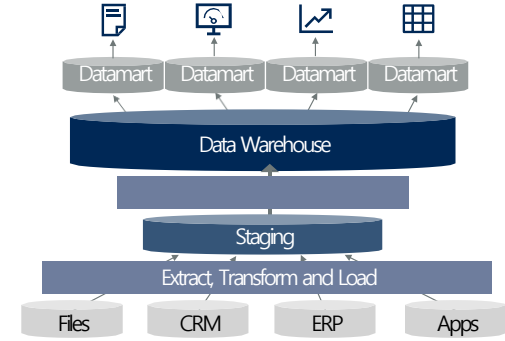 Datamart Datamart Datamart Datamart
Data Warehouse
Staging
Extract, Transform and Load
Files CRM ERP Apps